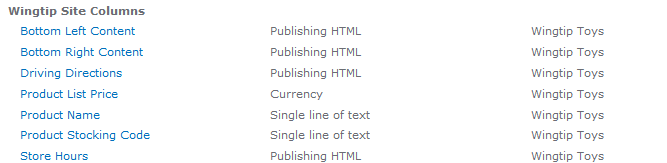 Wingtip Site Columns
Bottom Left Content Publishing HTML Wingtip Toys
Bottom Right Content Publishing HTML Wingtip Toys
Driving Directions Publishing HTML Wingtip Toys
Product List Price Currency Wingtip Toys
Product Name Single line of text Wingtip Toys
Product Stocking Code Single line of text Wingtip Toys
Store Hours Publishing HTML Wingtip Toys